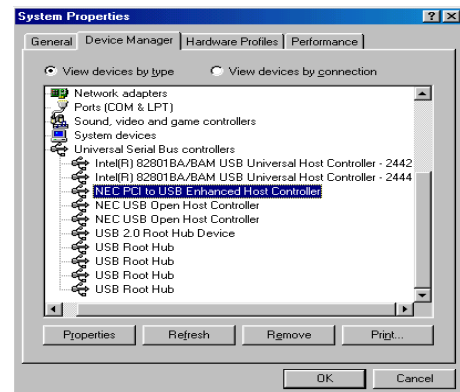 System Properties
General Device Manager Hardware Profiles Performance
View devices by type View devices by connection
Network adapters
Ports (COM & LPT)
Sound, video and game controllers
System devices
Universal Serial Bus controllers
Intel(R) 82801BA/BAM USB Universal Host Controller - 2442
Intel(R) 82801BA/BAM USB Universal Host Controller - 2444
NEC PCI to USB Enhanced Host Controller
NEC USB Open Host Controller
NEC USB Open Host Controller
USB 2.0 Root Hub Device
USB Root Hub
USB Root Hub
USB Root Hub
USB Root Hub
Properties Refresh Remove Print...
OK Cancel